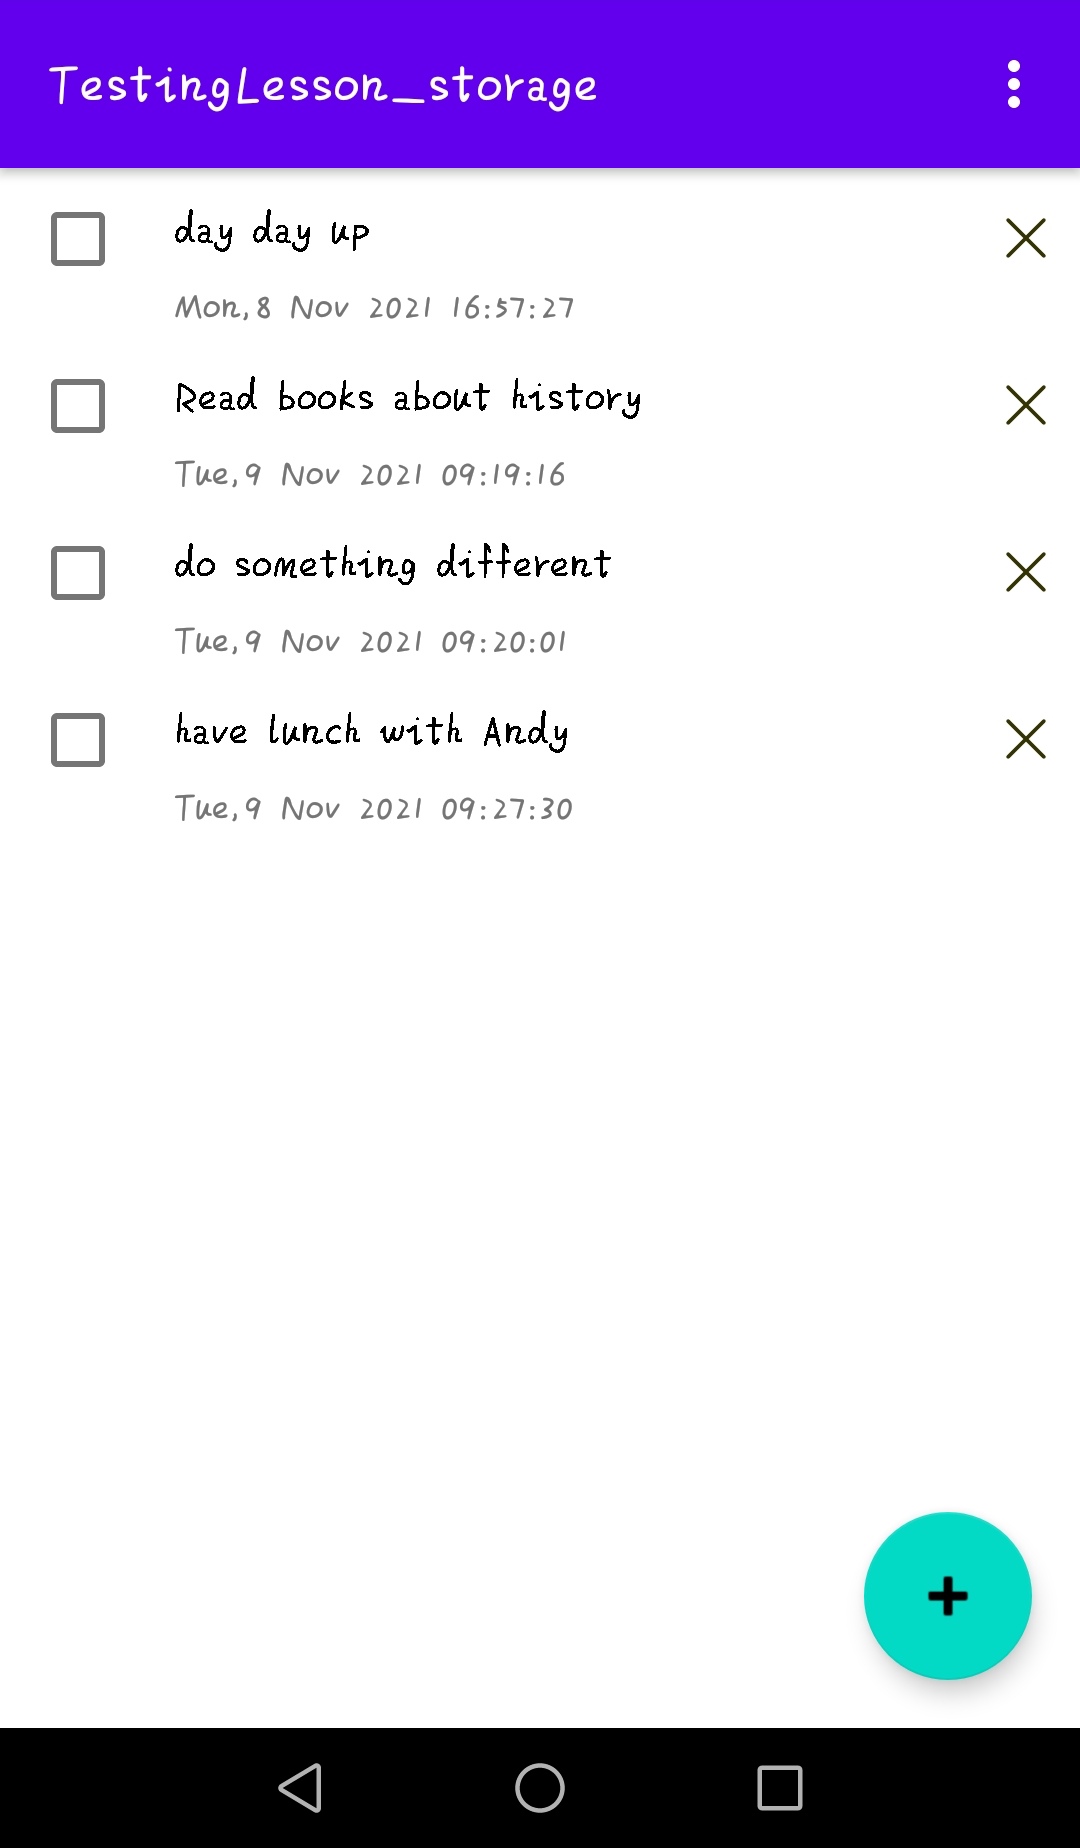 TestingLesson_storage
day day up
Mon,8 Nov 2021 16:57:27
Read books about history
Tue,9 Nov 2021 09:19:16
do something different
Tue,9 Nov 2021 09:20:01
have lunch with Andy
Tue,9 Nov 2021 09:27:30